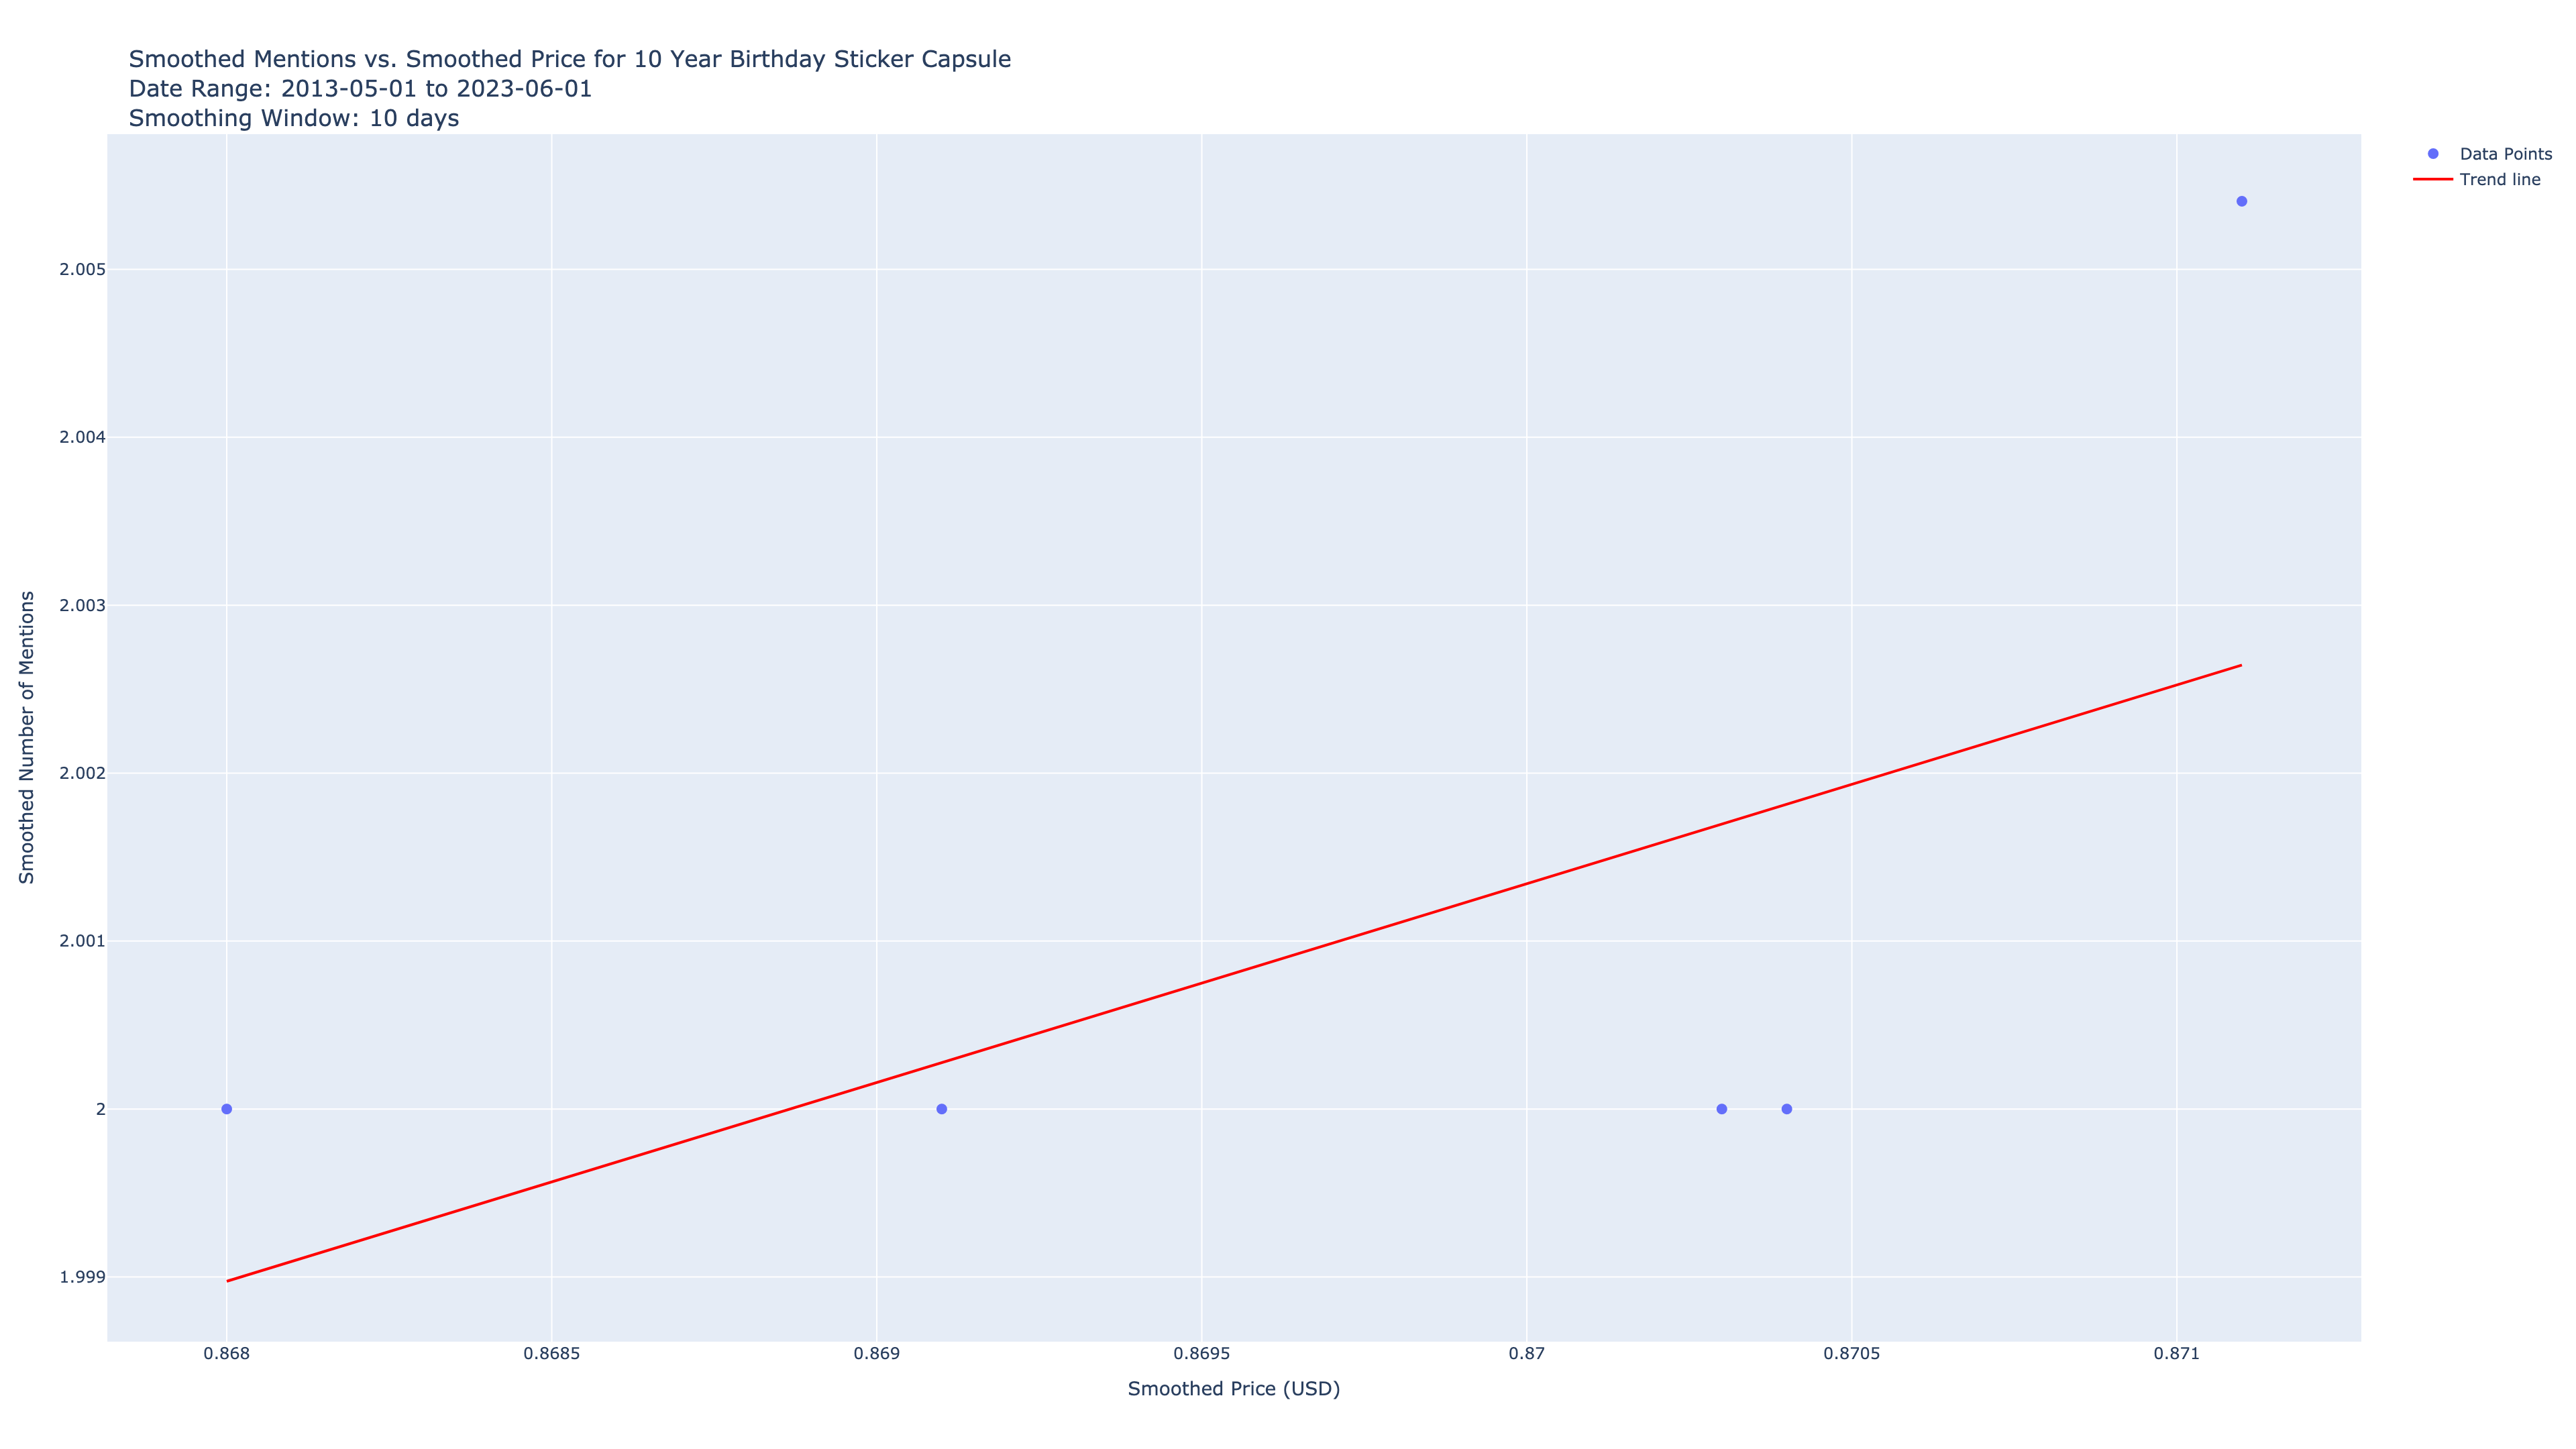 Smoothed Mentions vs. Smoothed Price for 10 Year Birthday Sticker Capsule
Date Range: 2013-05-01 to 2023-06-01
Smoothing Window: 10 days
Data Points
Trend line
Smoothed Number of Mentions
2.005
2.004
2.003
2.002
2.001
2
1.999
0.868
0.8685
0.869
0.8695
0.87
0.8705
0.871
Smoothed Price (USD)